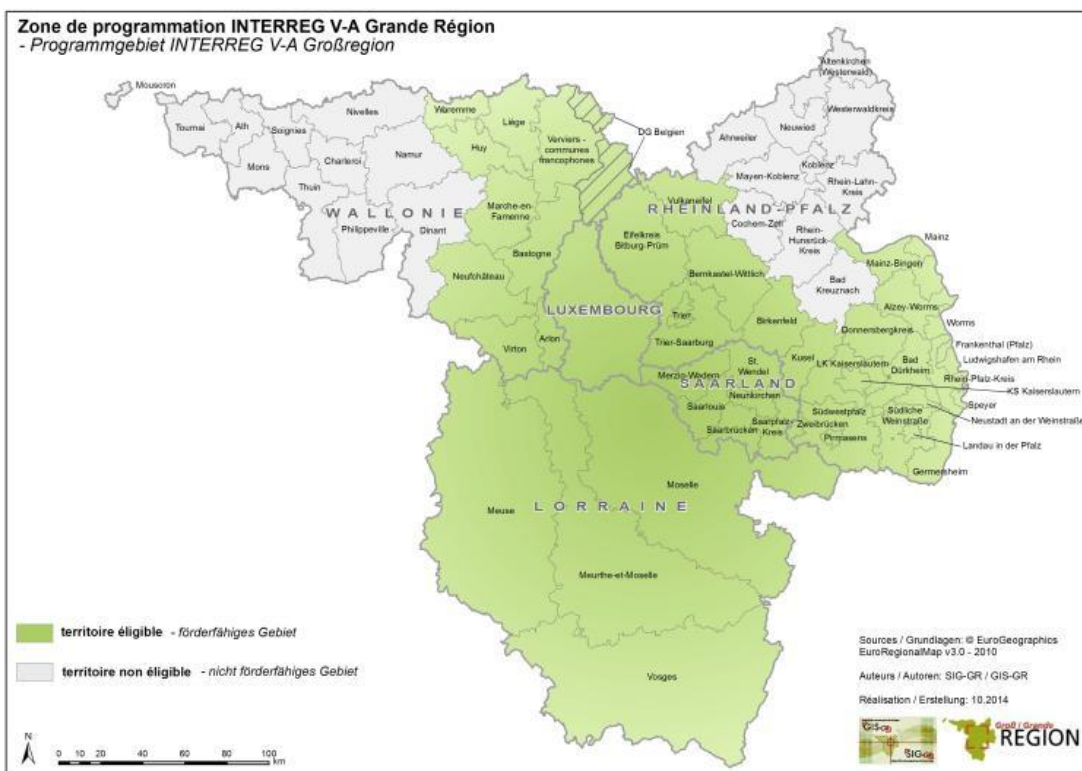 Zone de programmation INTERREG V-A Grande Région
- Programmgebiet INTERREG V-A Großregion
Mouscron
Tournai
Ath
Soignies
Nivelles
Mons
Charleroi
Namur
Thuin
WALLONIE
Philippeville
Dinant
Waremme
Liège
Huy
Verviers -
communes
francophones
DG Belgien
Marche-en-
Famenne
Bastogne
Neufchâteau
Virton
Arlon
LUXEMBOURG
Altenkirchen
(Westerwald)
Westerwaldkreis
Ahrweiler
Neuwied
Koblenz
Mayen-Koblenz
Rhein-Lahn-
Kreis
Vulkaneifel
RHEINLAND-PFALZ
Cochem-Zell
Eifelkreis
Bitburg-Prüm
Rhein-
Hunsrück-
Kreis
Mainz
Mainz-Bingen
Bernkastel-Wittlich
Bad
Kreuznach
Trier
Birkenfeld
Alzey-Worms
Worms
Donnersbergkreis
Trier-Saarburg
Frankenthal (Pfalz)
Kusel
Ludwigshafen am Rhein
LK Kaiserslautern
Bad
Dürkheim
Rhein-Pfalz-Kreis
KS Kaiserslautern
St.
Wendel
Merzig-Wadern
SAARLAND
Neunkirchen
Saarlouis
Saarbrücken
Saarpfalz-
Kreis
Speyer
Südwestpfalz
Südliche
Weinstraße
Neustadt an der Weinstraße
Zweibrücken
Pirmasens
Landau in der Pfalz
Germersheim
Moselle
Meuse
LORRAINE
Meurthe-et-Moselle
Vosges
territoire éligible - förderfähiges Gebiet
territoire non éligible - nicht förderfähiges Gebiet
N
0 10 20 40 60 80 100
km
Sources / Grundlagen: © EuroGeographics
EuroRegionalMap v3.0 - 2010
Auteurs / Autoren: SIG-GR / GIS-GR
Réalisation / Erstellung: 10.2014
GIS-GR
SIG-GR
Groß / Grande
REGION